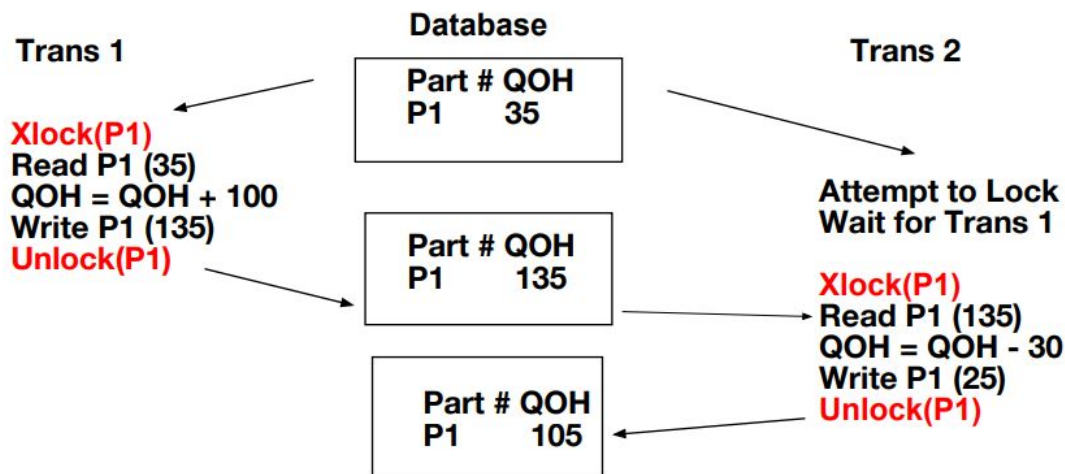 Database
Trans 1
Trans 2
Part # QOH
P1 35
Xlock(P1)
Read P1 (35)
QOH = QOH + 100
Write P1 (135)
Unlock(P1)
Attempt to Lock
Wait for Trans 1
Part # QOH
P1 135
Xlock(P1)
Read P1 (135)
QOH = QOH - 30
Write P1 (25)
Unlock(P1)
Part # QOH
P1 105